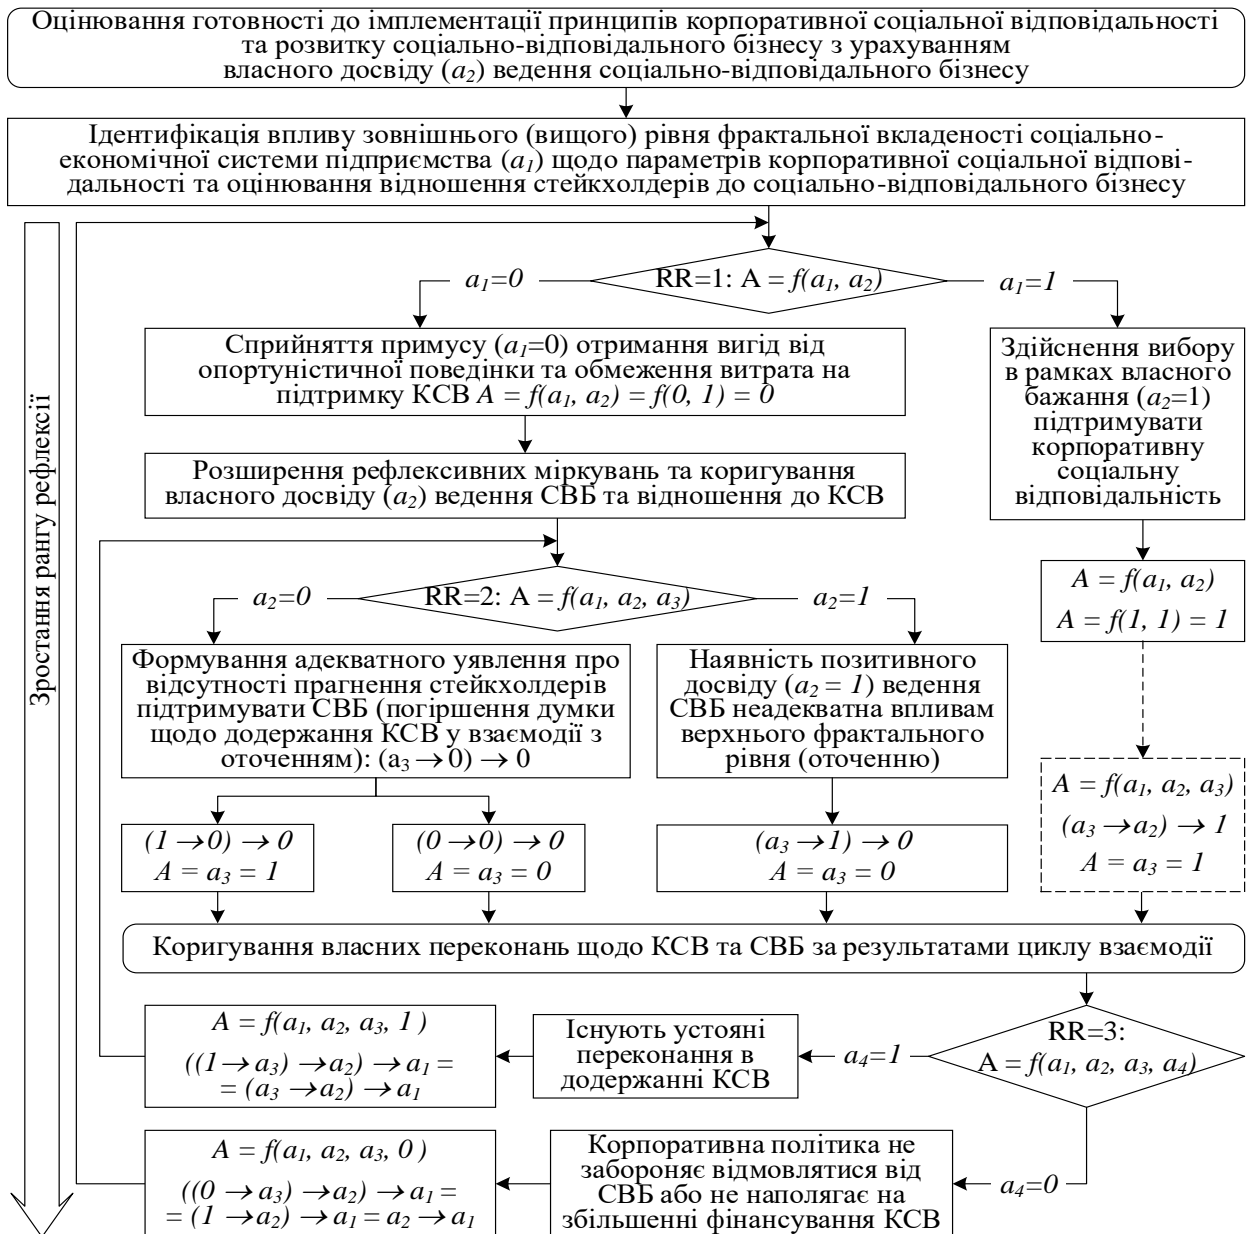 Оцінювання готовності до імплементації принципів корпоративної соціальної відповідальності
та розвитку соціально-відповідального бізнесу з урахуванням
власного досвіду (a₂) ведення соціально-відповідального бізнесу
Ідентифікація впливу зовнішнього (вищого) рівня фрактальної вкладеності соціально-
економічної системи підприємства (a₁) щодо параметрів корпоративної соціальної відпові-
дальності та оцінювання відношення стейкхолдерів до соціально-відповідального бізнесу
Зростання рангу рефлексії
a₁=0
RR=1: A = f(a₁, a₂)
a₁=1
Сприйняття примусу (a₁=0) отримання вигід від
опортуністичної поведінки та обмеження витрата на
підтримку КСВ A = f(a₁, a₂) = f(0, 1) = 0
Здійснення вибору
в рамках власного
бажання (a₂=1)
підтримувати
корпоративну
соціальну
відповідальність
Розширення рефлексивних міркувань та коригування
власного досвіду (a₂) ведення СВБ та відношення до КСВ
A = f(a₁, a₂)
A = f(1, 1) = 1
a₂=0
RR=2: A = f(a₁, a₂, a₃)
a₂=1
Формування адекватного уявлення про
відсутності прагнення стейкхолдерів
підтримувати СВБ (погіршення думки
щодо додержання КСВ у взаємодії з
оточенням): (a₃ → 0) → 0
Наявність позитивного
досвіду (a₂ = 1) ведення
СВБ неадекватна впливам
верхнього фрактального
рівня (оточенню)
A = f(a₁, a₂, a₃)
(a₃ → a₂) → 1
A = a₃ = 1
(1 → 0) → 0
A = a₃ = 1
(0 → 0) → 0
A = a₃ = 0
(a₃ → 1) → 0
A = a₃ = 0
Коригування власних переконань щодо КСВ та СВБ за результатами циклу взаємодії
RR=3:
A = f(a₁, a₂, a₃, a₄)
a₄=1
Існують устояні
переконання в
додержанні КСВ
A = f(a₁, a₂, a₃, 1)
((1 → a₃) → a₂) → a₁ =
= (a₃ → a₂) → a₁
a₄=0
Корпоративна політика не
забороняє відмовлятися від
СВБ або не наполягає на
збільшенні фінансування КСВ
A = f(a₁, a₂, a₃, 0)
((0 → a₃) → a₂) → a₁ =
= (1 → a₂) → a₁ = a₂ → a₁